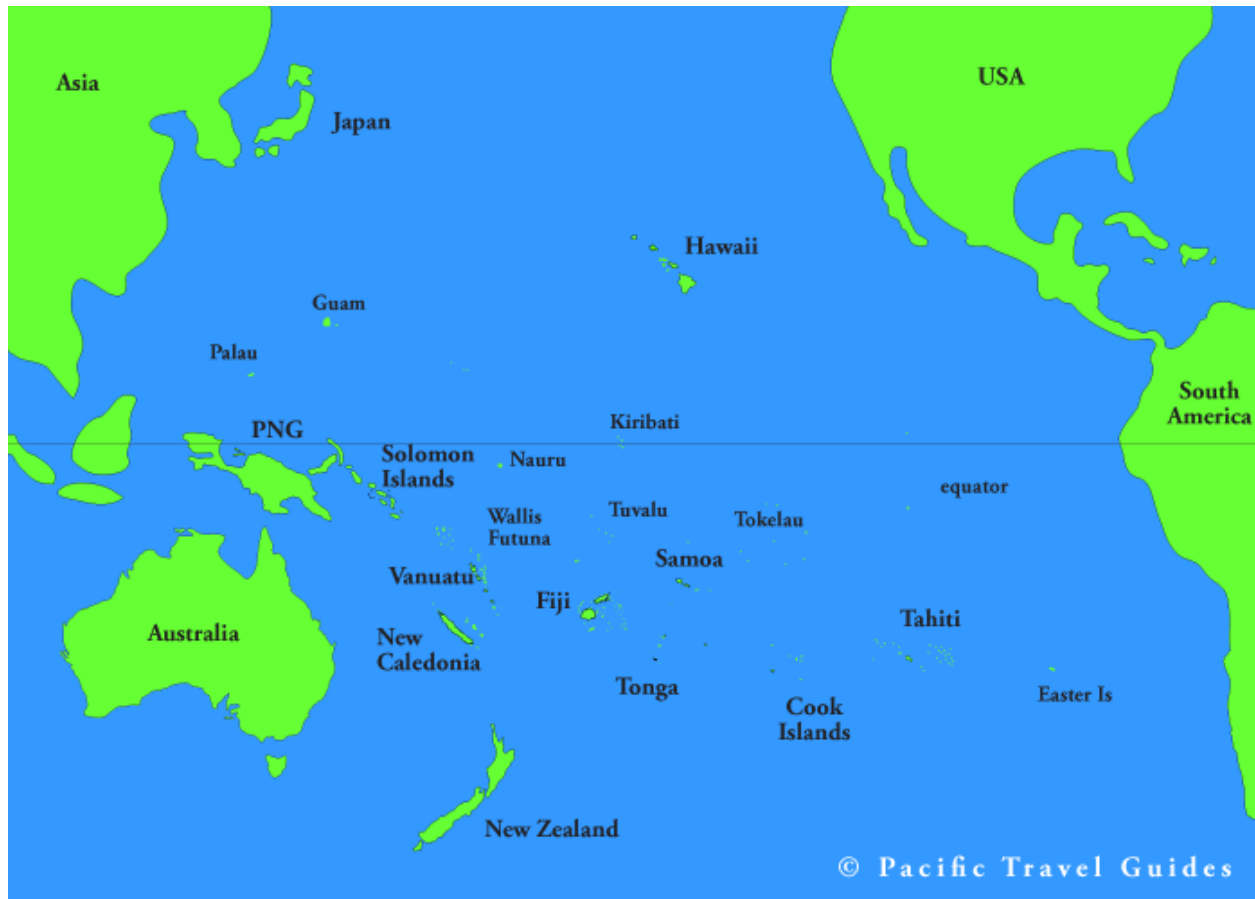 Asia
USA
Japan
Hawaii
Guam
Palau
South
America
Kiribati
PNG
Solomon
Islands
Nauru
equator
Wallis
Futuna
Tuvalu
Tokelau
Samoa
Vanuatu
Fiji
Tahiti
Australia
New
Caledonia
Tonga
Easter Is
Cook
Islands
New Zealand
© Pacific Travel Guides